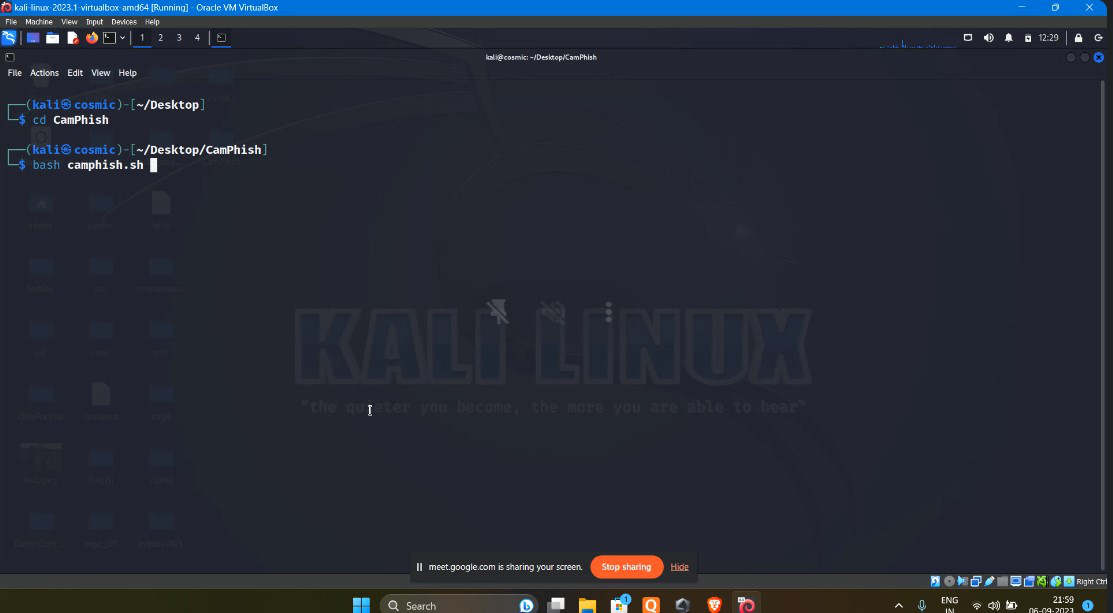 kali-linux-2023.1-virtualbox-amd64 [Running] - Oracle VM VirtualBox
File Machine View Input Devices Help
1 2 3 4 12:29
kali@cosmic: ~/Desktop/CamPhish
File Actions Edit View Help
┌──(kali㉿cosmic)-[~/Desktop]
└─$ cd CamPhish
┌──(kali㉿cosmic)-[~/Desktop/CamPhish]
└─$ bash camphish.sh
KALI LINUX
"the quieter you become, the more you are able to hear"
meet.google.com is sharing your screen. Stop sharing Hide
Right Ctrl
Search
1
ENG
IN
21:59
06-09-2023
1